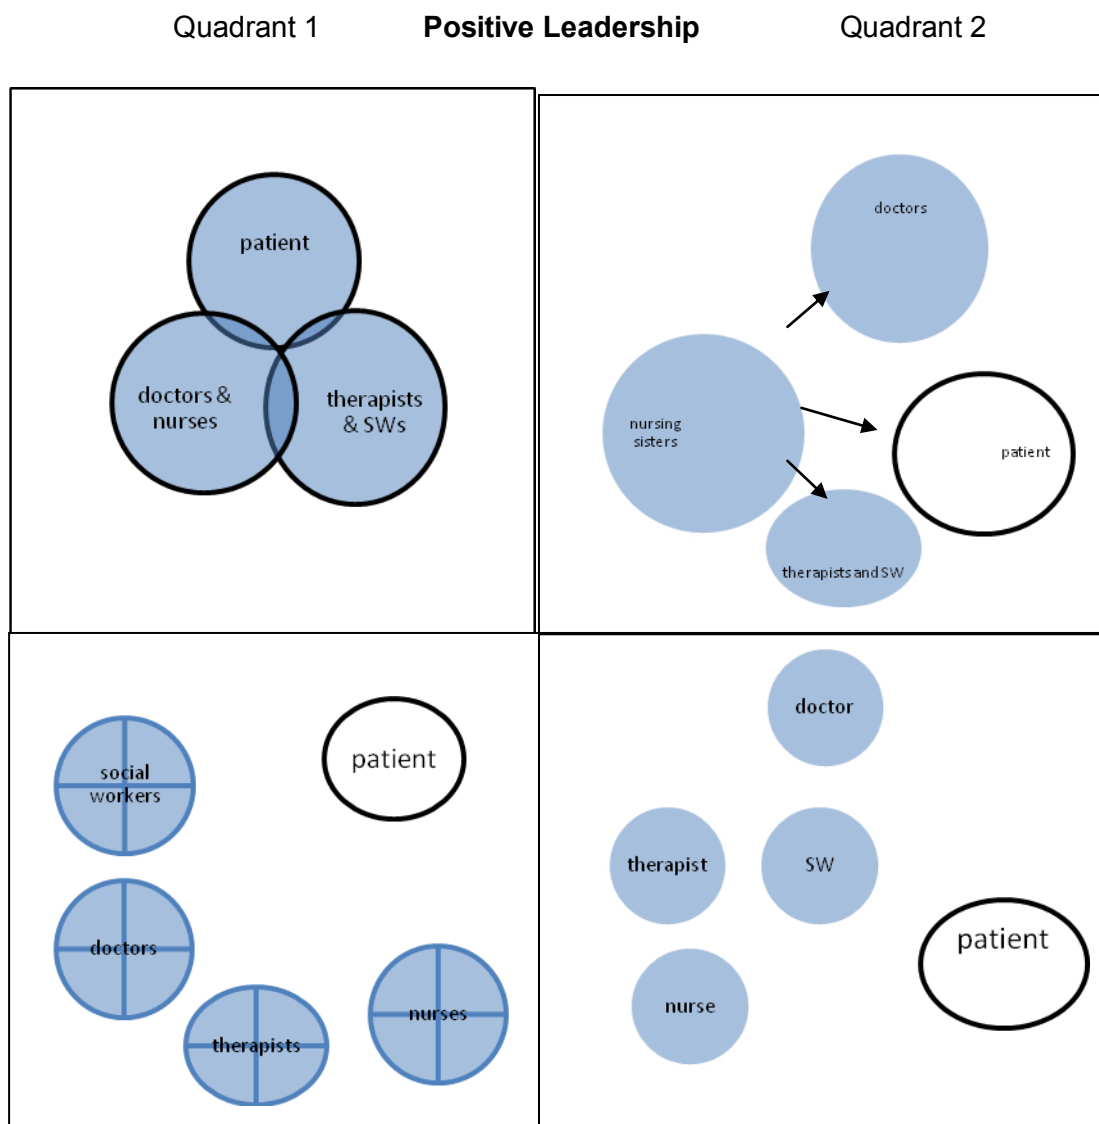 Quadrant 1 Positive Leadership Quadrant 2
patient
doctors &
nurses
therapists
& SWs
doctors
nursing
sisters
patient
therapists and SW
social
workers
patient
doctors
therapists
nurses
doctor
therapist
SW
patient
nurse